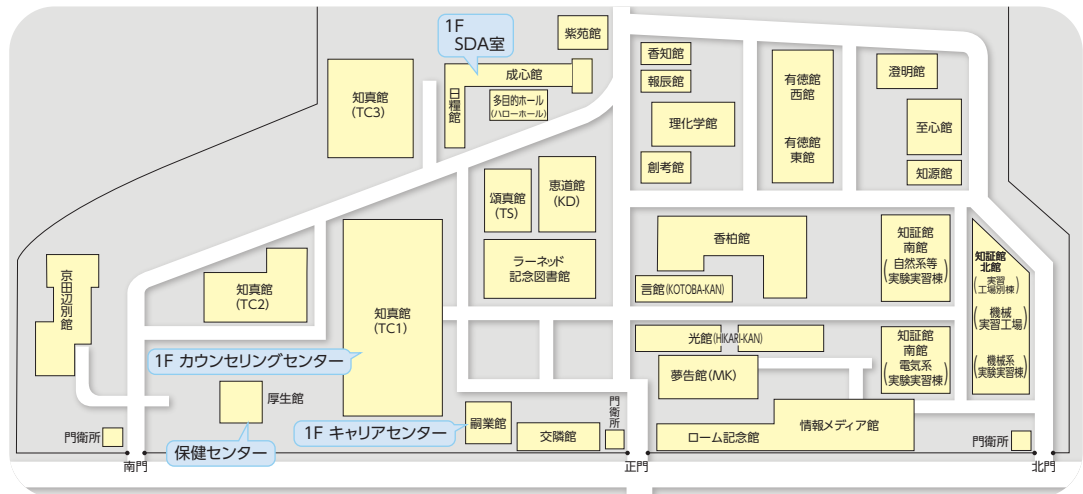 1F
SDA室
紫苑館
成心館
日糧館
多目的ホール
(ハローホール)
知真館
(TC3)
香知館
報辰館
理化学館
創考館
有徳館
西館
有徳館
東館
澄明館
至心館
知源館
頌真館
(TS)
恵道館
(KD)
ラーネッド
記念図書館
香柏館
言館(KOTOBA-KAN)
知証館
南館
(自然系等
実験実習棟)
知証館
北館
(実習
工場別棟)
(機械
実習工場)
(機械系
実験実習棟)
京田辺別館
知真館
(TC2)
知真館
(TC1)
光館(HIKARI-KAN)
夢告館(MK)
知証館
南館
(電気系
実験実習棟)
1F カウンセリングセンター
厚生館
保健センター
1F キャリアセンター
嗣業館
交隣館
門衛所
ローム記念館
情報メディア館
門衛所
門衛所
南門
正門
北門